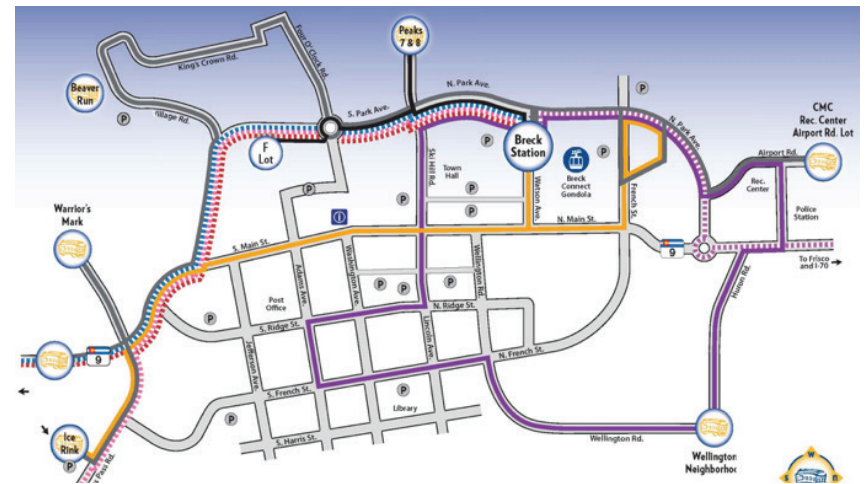 Four O'Clock Rd.
King's Crown Rd.
Peaks
7 & 8
Beaver
Run
Village Rd.
P
N. Park Ave.
S. Park Ave.
P
F
Lot
P
N. Park Ave.
CMC
Rec. Center
Airport Rd. Lot
Airport Rd.
Breck
Station
Ski Hill Rd.
Town
Hall
P
Breck
Connect
Gondola
P
P
P
Rec.
Center
Police
Station
Watson Ave.
French St.
P
i
P
N. Main St.
Warrior's
Mark
S. Main St.
9
To Frisco
and I-70
Washington Ave.
Wellington Rd.
Adams Ave.
P
P
P
Huron Rd.
Post
Office
N. Ridge St.
P
S. Ridge St.
Lincoln Ave.
9
Jefferson Ave.
N. French St.
S. French St.
P
Library
P
Ice
Rink
P
S. Harris St.
Wellington Rd.
Wellington
s Pass Rd.
W
S
N